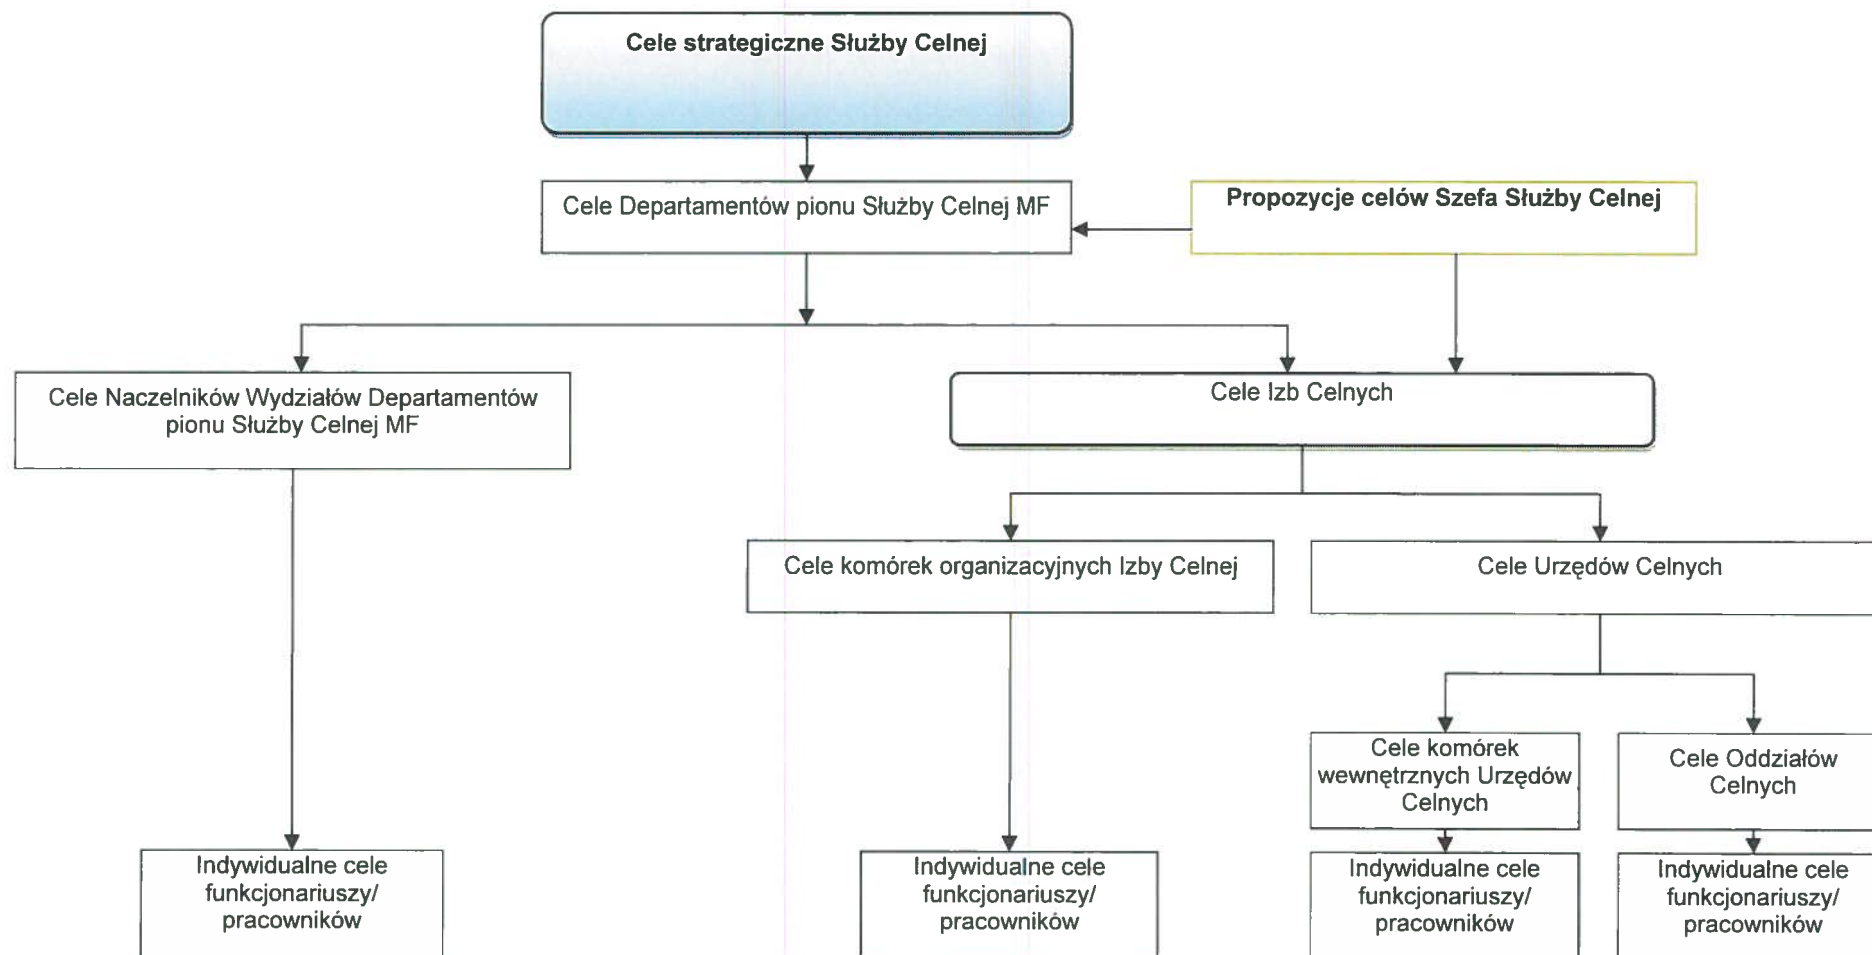 Cele strategiczne Służby Celnej
Cele Departamentów pionu Służby Celnej MF
Propozycje celów Szefa Służby Celnej
Cele Naczelników Wydziałów Departamentów
pionu Służby Celnej MF
Cele Izb Celnych
Cele komórek organizacyjnych Izby Celnej
Cele Urzędów Celnych
Cele komórek
wewnętrznych Urzędów
Celnych
Cele Oddziałów
Celnych
Indywidualne cele
funkcjonariuszy/
pracowników
Indywidualne cele
funkcjonariuszy/
pracowników
Indywidualne cele
funkcjonariuszy/
pracowników
Indywidualne cele
funkcjonariuszy/
pracowników